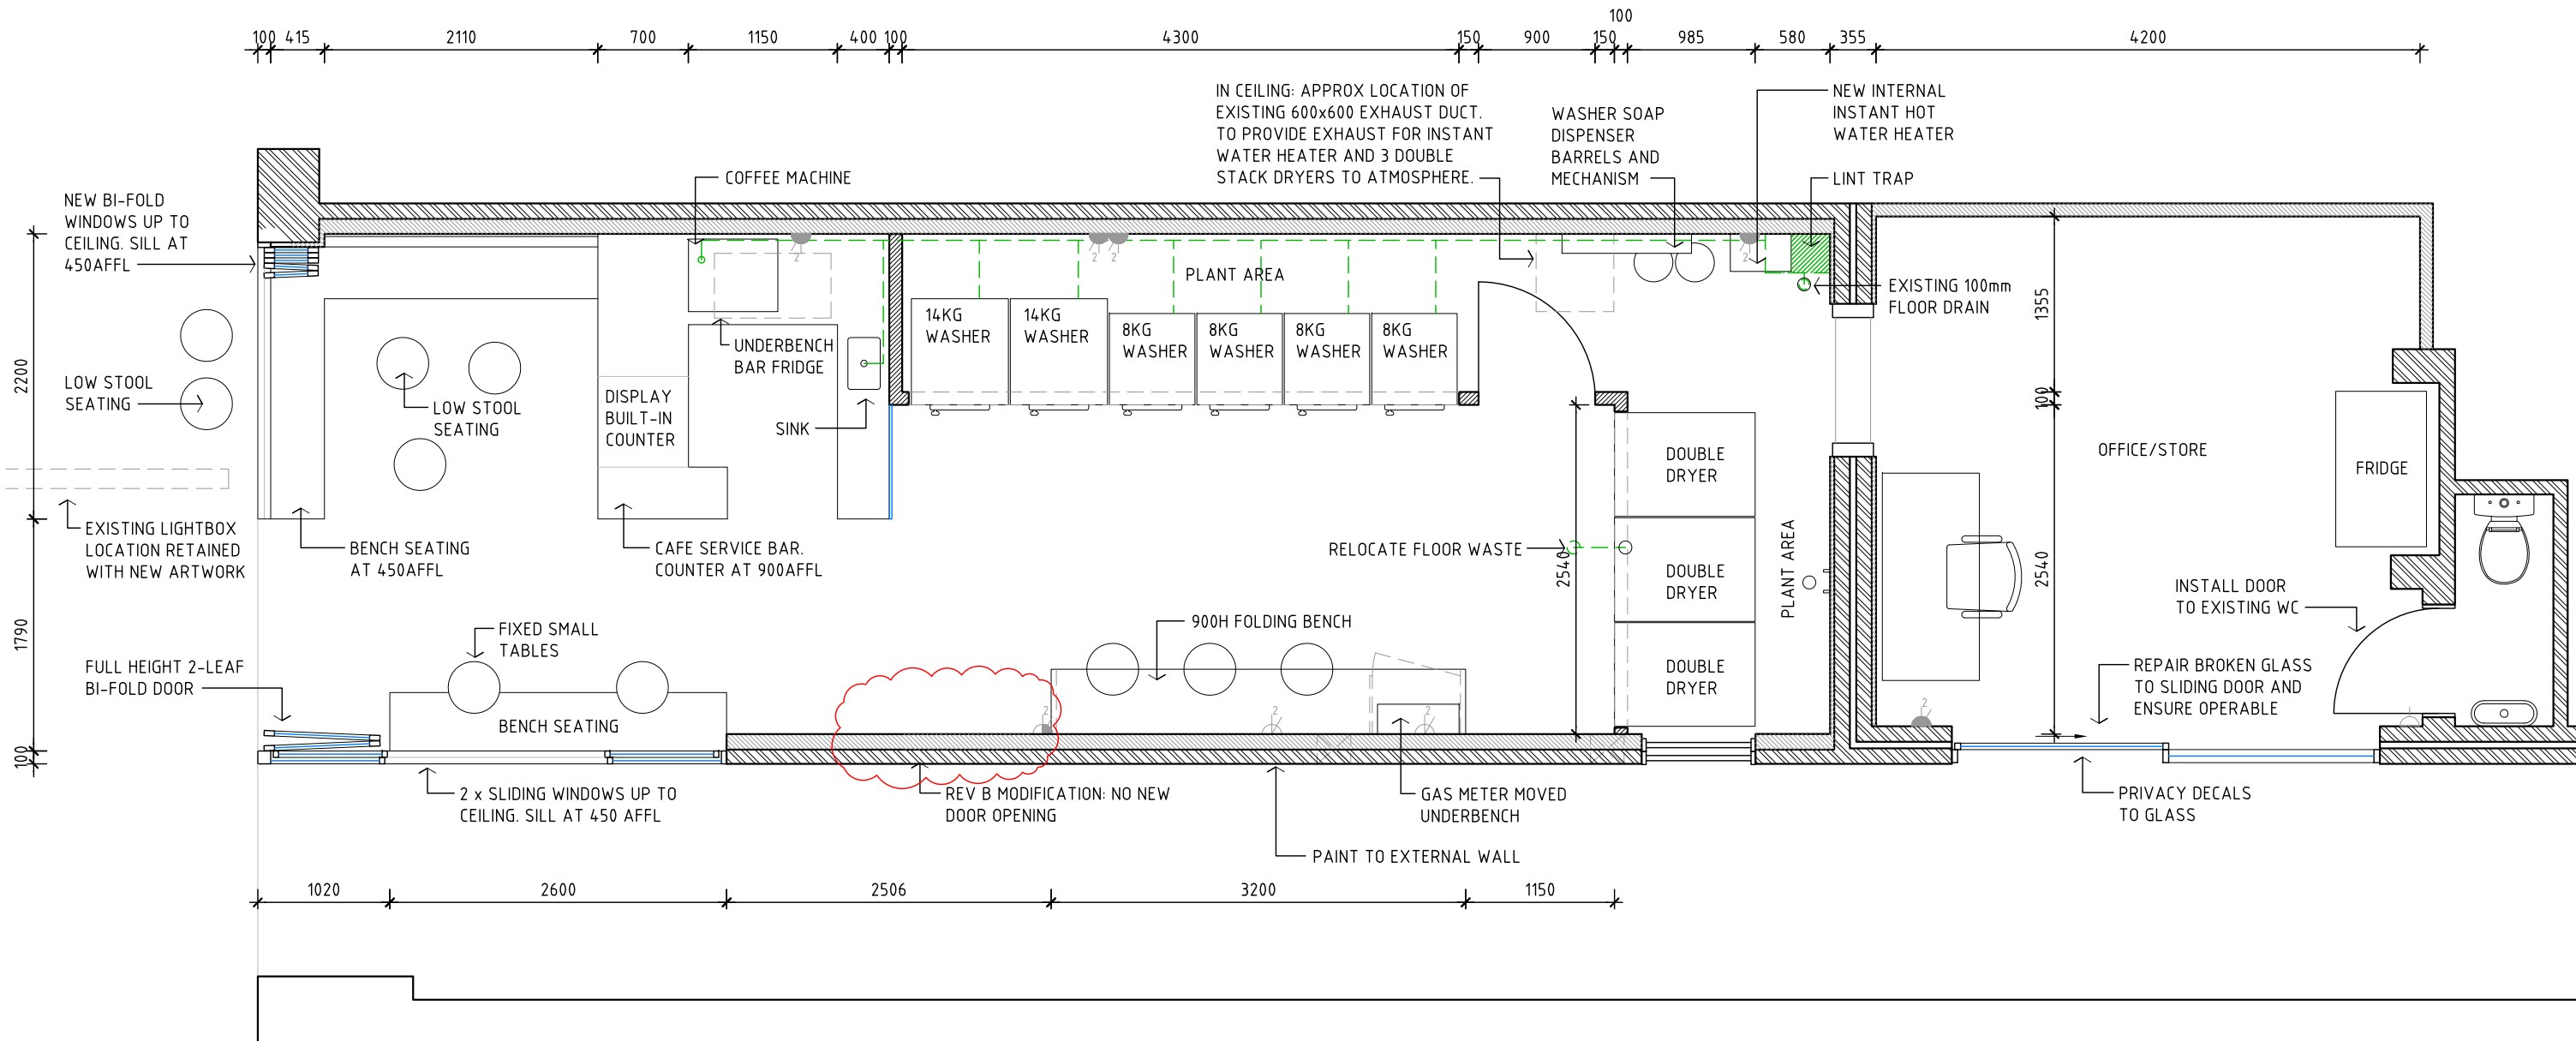 100
100 415 2110 700 1150 400 100 4300 150 900 150 985 580 355 4200
IN CEILING: APPROX LOCATION OF
EXISTING 600x600 EXHAUST DUCT.
TO PROVIDE EXHAUST FOR INSTANT
WATER HEATER AND 3 DOUBLE
STACK DRYERS TO ATMOSPHERE.
WASHER SOAP
DISPENSER
BARRELS AND
MECHANISM
NEW INTERNAL
INSTANT HOT
WATER HEATER
LINT TRAP
COFFEE MACHINE
NEW BI-FOLD
WINDOWS UP TO
CEILING. SILL AT
450AFFL
2
2
2
2
PLANT AREA
EXISTING 100mm
FLOOR DRAIN
14KG
WASHER
14KG
WASHER
8KG
WASHER
8KG
WASHER
8KG
WASHER
8KG
WASHER
UNDERBENCH
BAR FRIDGE
1355
2200
LOW STOOL
SEATING
LOW STOOL
SEATING
DISPLAY
BUILT-IN
COUNTER
SINK
100
OFFICE/STORE
DOUBLE
DRYER
FRIDGE
EXISTING LIGHTBOX
LOCATION RETAINED
WITH NEW ARTWORK
BENCH SEATING
AT 450AFFL
CAFE SERVICE BAR.
COUNTER AT 900AFFL
RELOCATE FLOOR WASTE
2540
DOUBLE
DRYER
PLANT AREA
2540
INSTALL DOOR
TO EXISTING WC
1790
FIXED SMALL
TABLES
900H FOLDING BENCH
FULL HEIGHT 2-LEAF
BI-FOLD DOOR
DOUBLE
DRYER
REPAIR BROKEN GLASS
TO SLIDING DOOR AND
ENSURE OPERABLE
BENCH SEATING
2
2
2
2
100
2 x SLIDING WINDOWS UP TO
CEILING. SILL AT 450 AFFL
REV B MODIFICATION: NO NEW
DOOR OPENING
GAS METER MOVED
UNDERBENCH
PRIVACY DECALS
TO GLASS
PAINT TO EXTERNAL WALL
1020 2600 2506 3200 1150